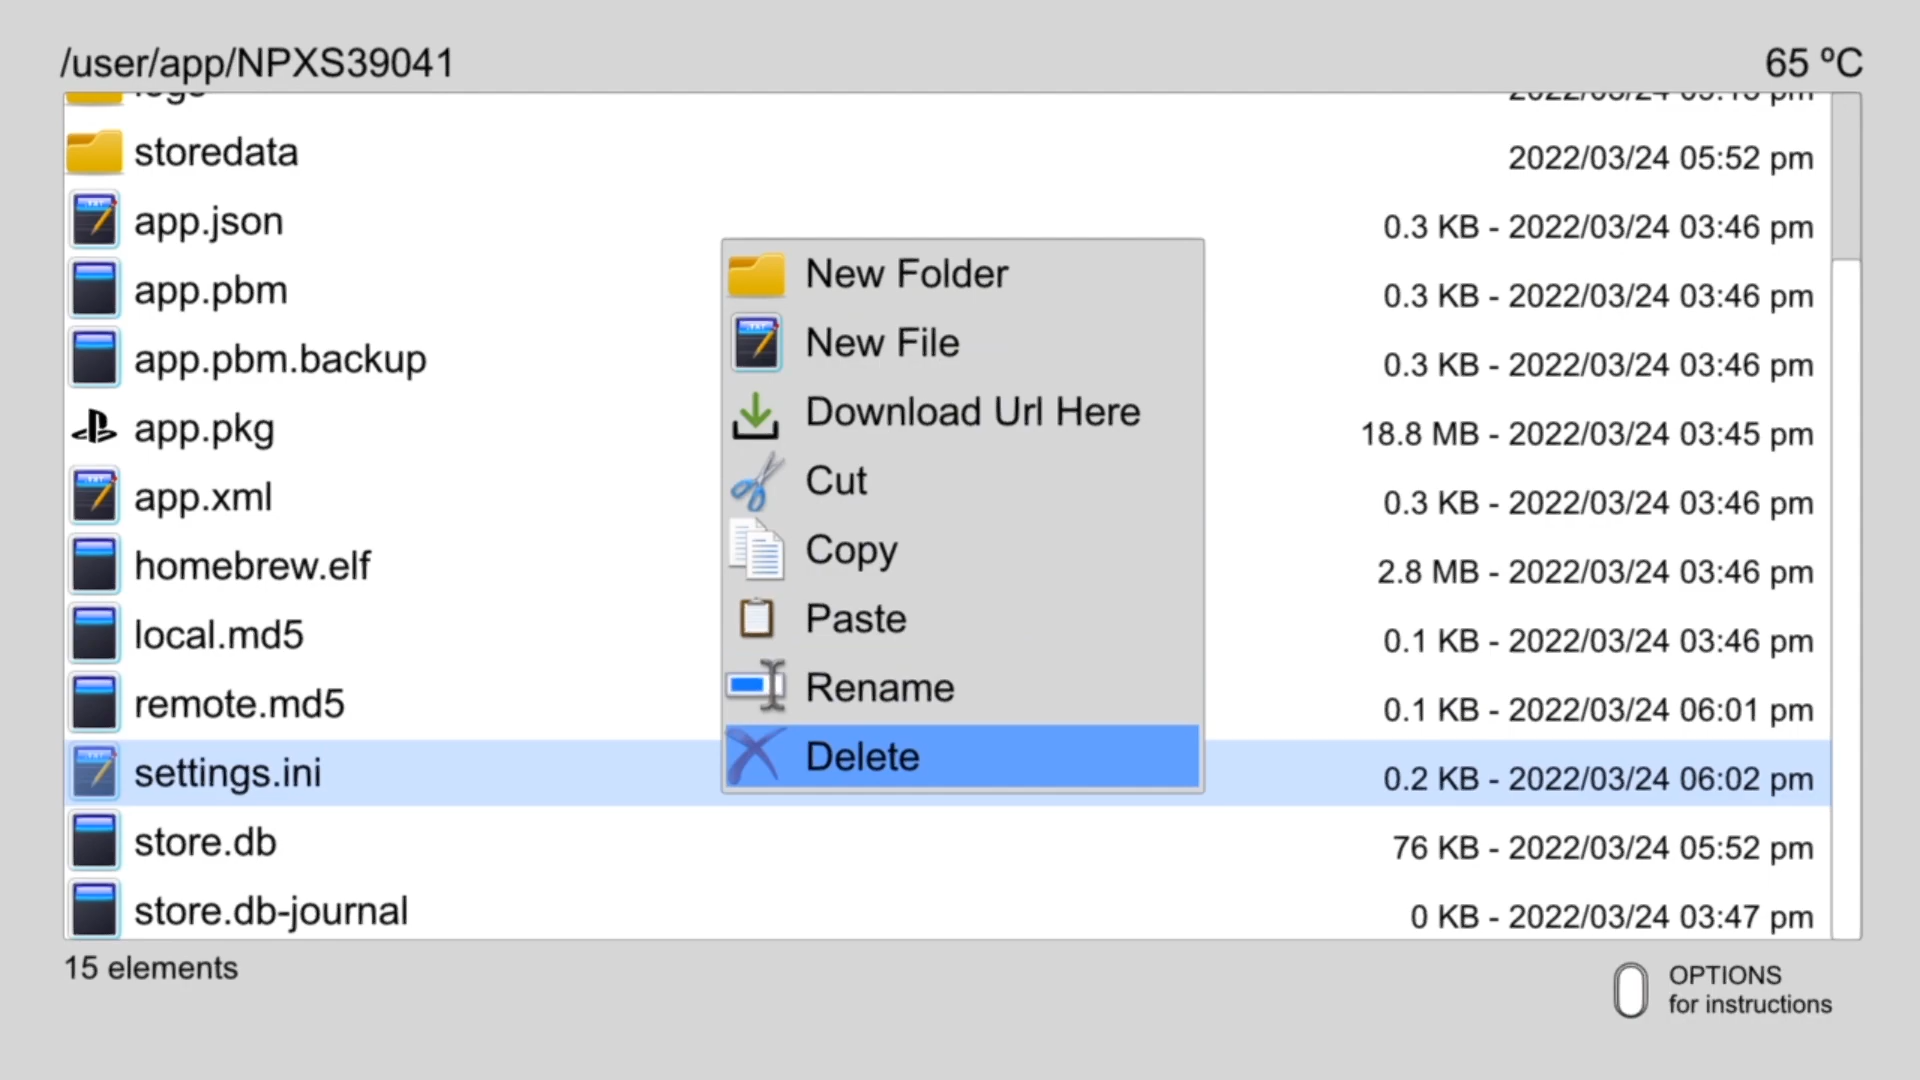 /user/app/NPXS39041
65 ºC
logs
storedata
2022/03/24 05:52 pm
app.json
0.3 KB - 2022/03/24 03:46 pm
app.pbm
0.3 KB - 2022/03/24 03:46 pm
app.pbm.backup
0.3 KB - 2022/03/24 03:46 pm
app.pkg
18.8 MB - 2022/03/24 03:45 pm
app.xml
0.3 KB - 2022/03/24 03:46 pm
homebrew.elf
2.8 MB - 2022/03/24 03:46 pm
local.md5
0.1 KB - 2022/03/24 03:46 pm
remote.md5
0.1 KB - 2022/03/24 06:01 pm
settings.ini
0.2 KB - 2022/03/24 06:02 pm
store.db
76 KB - 2022/03/24 05:52 pm
store.db-journal
0 KB - 2022/03/24 03:47 pm
New Folder
New File
Download Url Here
Cut
Copy
Paste
Rename
Delete
15 elements
OPTIONS
for instructions